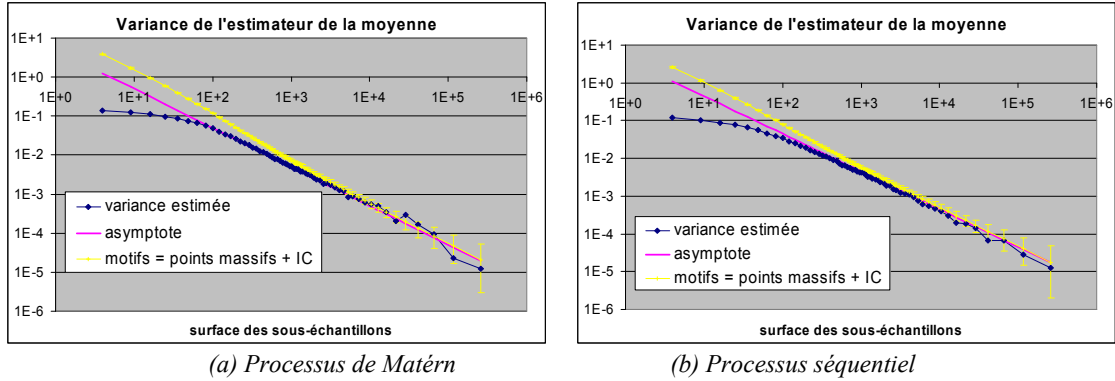 Variance de l'estimateur de la moyenne
1E+1
1E+0
1E-1
1E-2
1E-3
1E-4
1E-5
1E-6
1E+0 1E+1 1E+2 1E+3 1E+4 1E+5 1E+6
variance estimée
asymptote
motifs = points massifs + IC
surface des sous-échantillons
(a) Processus de Matérn
Variance de l'estimateur de la moyenne
1E+1
1E+0
1E-1
1E-2
1E-3
1E-4
1E-5
1E-6
1E+0 1E+1 1E+2 1E+3 1E+4 1E+5 1E+6
variance estimée
asymptote
motifs = points massifs + IC
surface des sous-échantillons
(b) Processus séquentiel